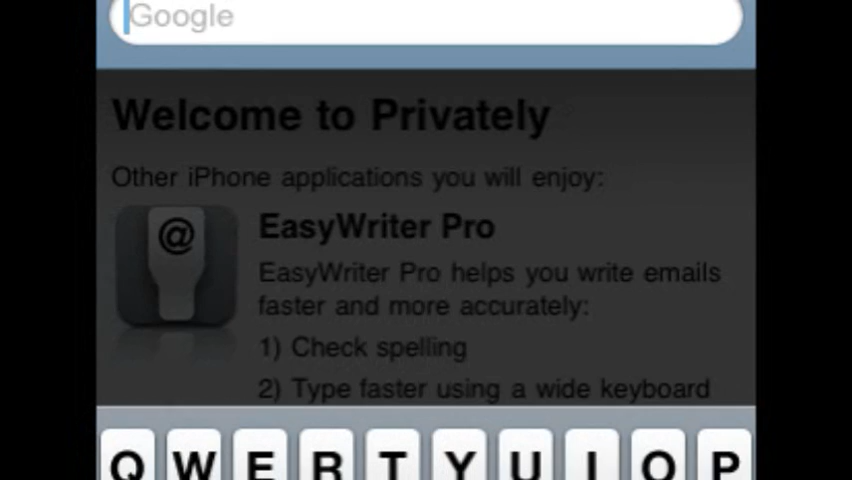 Google
Welcome to Privately
Other iPhone applications you will enjoy:
@
EasyWriter Pro
EasyWriter Pro helps you write emails
faster and more accurately:
1) Check spelling
2) Type faster using a wide keyboard
Q W E R T Y U I O P